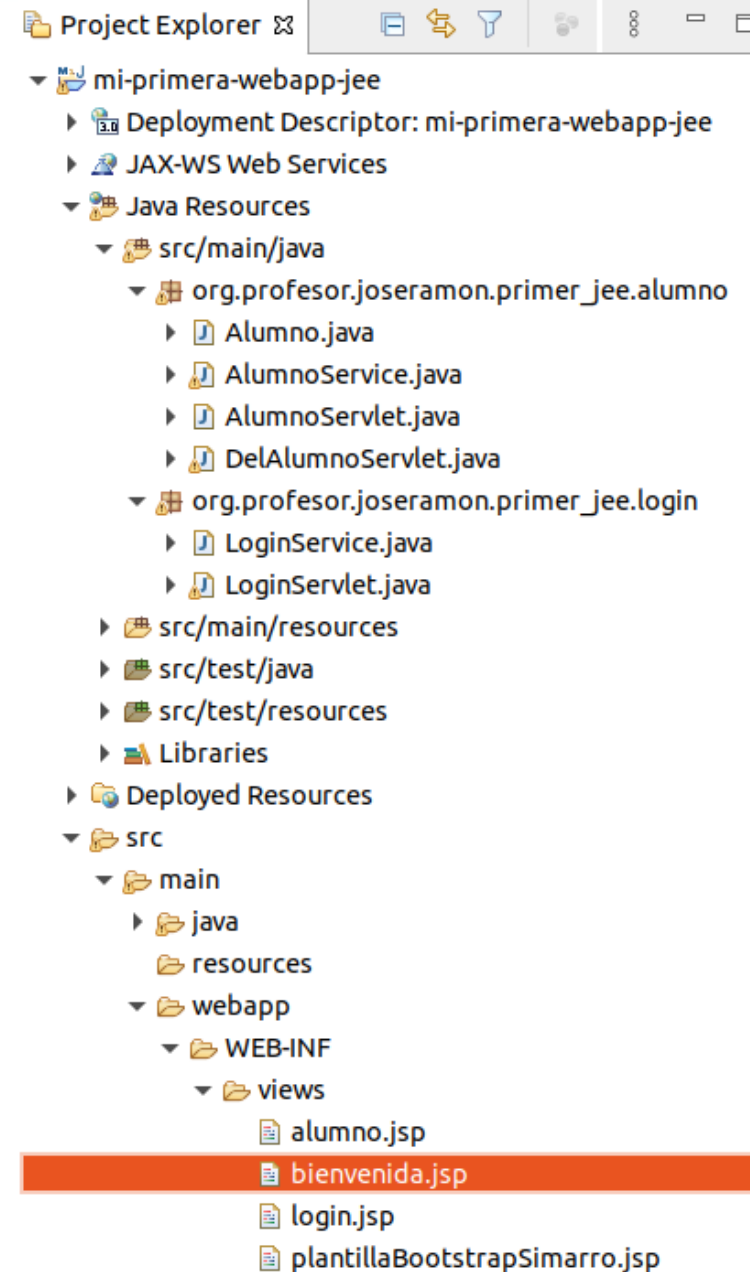 Project Explorer
mi-primera-webapp-jee
Deployment Descriptor: mi-primera-webapp-jee
JAX-WS Web Services
Java Resources
src/main/java
org.profesor.joseramon.primer_jee.alumno
Alumno.java
AlumnoService.java
AlumnoServlet.java
DelAlumnoServlet.java
org.profesor.joseramon.primer_jee.login
LoginService.java
LoginServlet.java
src/main/resources
src/test/java
src/test/resources
Libraries
Deployed Resources
src
main
java
resources
webapp
WEB-INF
views
alumno.jsp
bienvenida.jsp
login.jsp
plantillaBootstrapSimarro.jsp